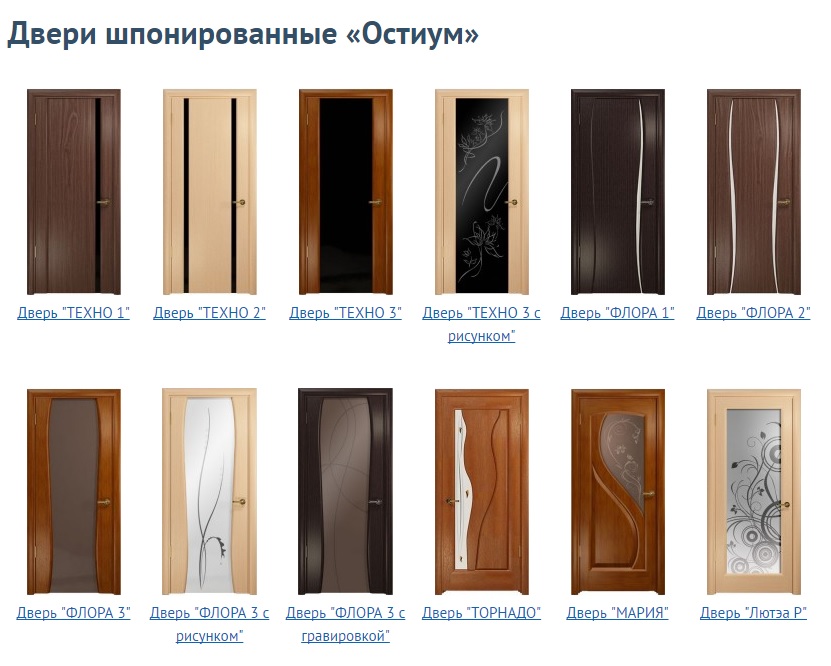 Двери шпонированные «Остиум»
Дверь "ТЕХНО 1"
Дверь "ТЕХНО 2"
Дверь "ТЕХНО 3"
Дверь "ТЕХНО 3 с
рисунком"
Дверь "ФЛОРА 1"
Дверь "ФЛОРА 2"
Дверь "ФЛОРА 3"
Дверь "ФЛОРА 3 с
рисунком"
Дверь "ФЛОРА 3 с
гравировкой"
Дверь "ТОРНАДО"
Дверь "МАРИЯ"
Дверь "Лютэа Р"